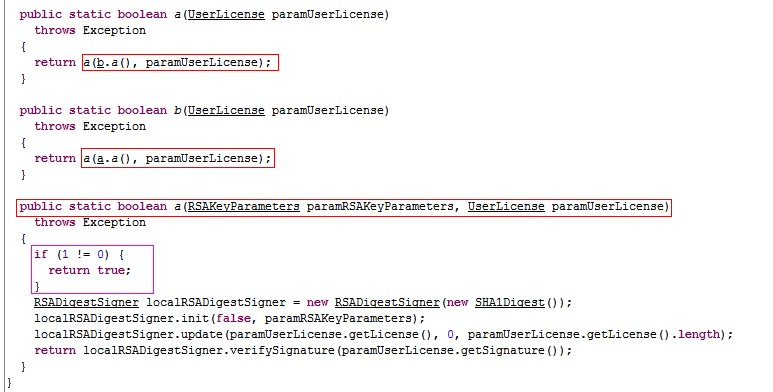 public static boolean a(UserLicense paramUserLicense)
throws Exception
{
return a(b.a(), paramUserLicense);
}
public static boolean b(UserLicense paramUserLicense)
throws Exception
{
return a(a.a(), paramUserLicense);
}
public static boolean a(RSAKeyParameters paramRSAKeyParameters, UserLicense paramUserLicense)
throws Exception
{
if (1 != 0) {
return true;
}
RSADigestSigner localRSADigestSigner = new RSADigestSigner(new SHA1Digest());
localRSADigestSigner.init(false, paramRSAKeyParameters);
localRSADigestSigner.update(paramUserLicense.getLicense(), 0, paramUserLicense.getLicense().length);
return localRSADigestSigner.verifySignature(paramUserLicense.getSignature());
}
}